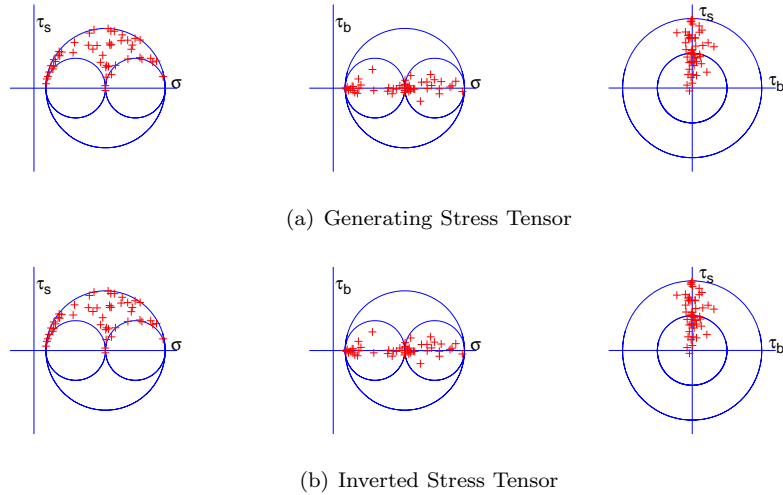 τs
σ
τb
τs
τb
(a) Generating Stress Tensor
τs
σ
τb
σ
τs
τb
(b) Inverted Stress Tensor